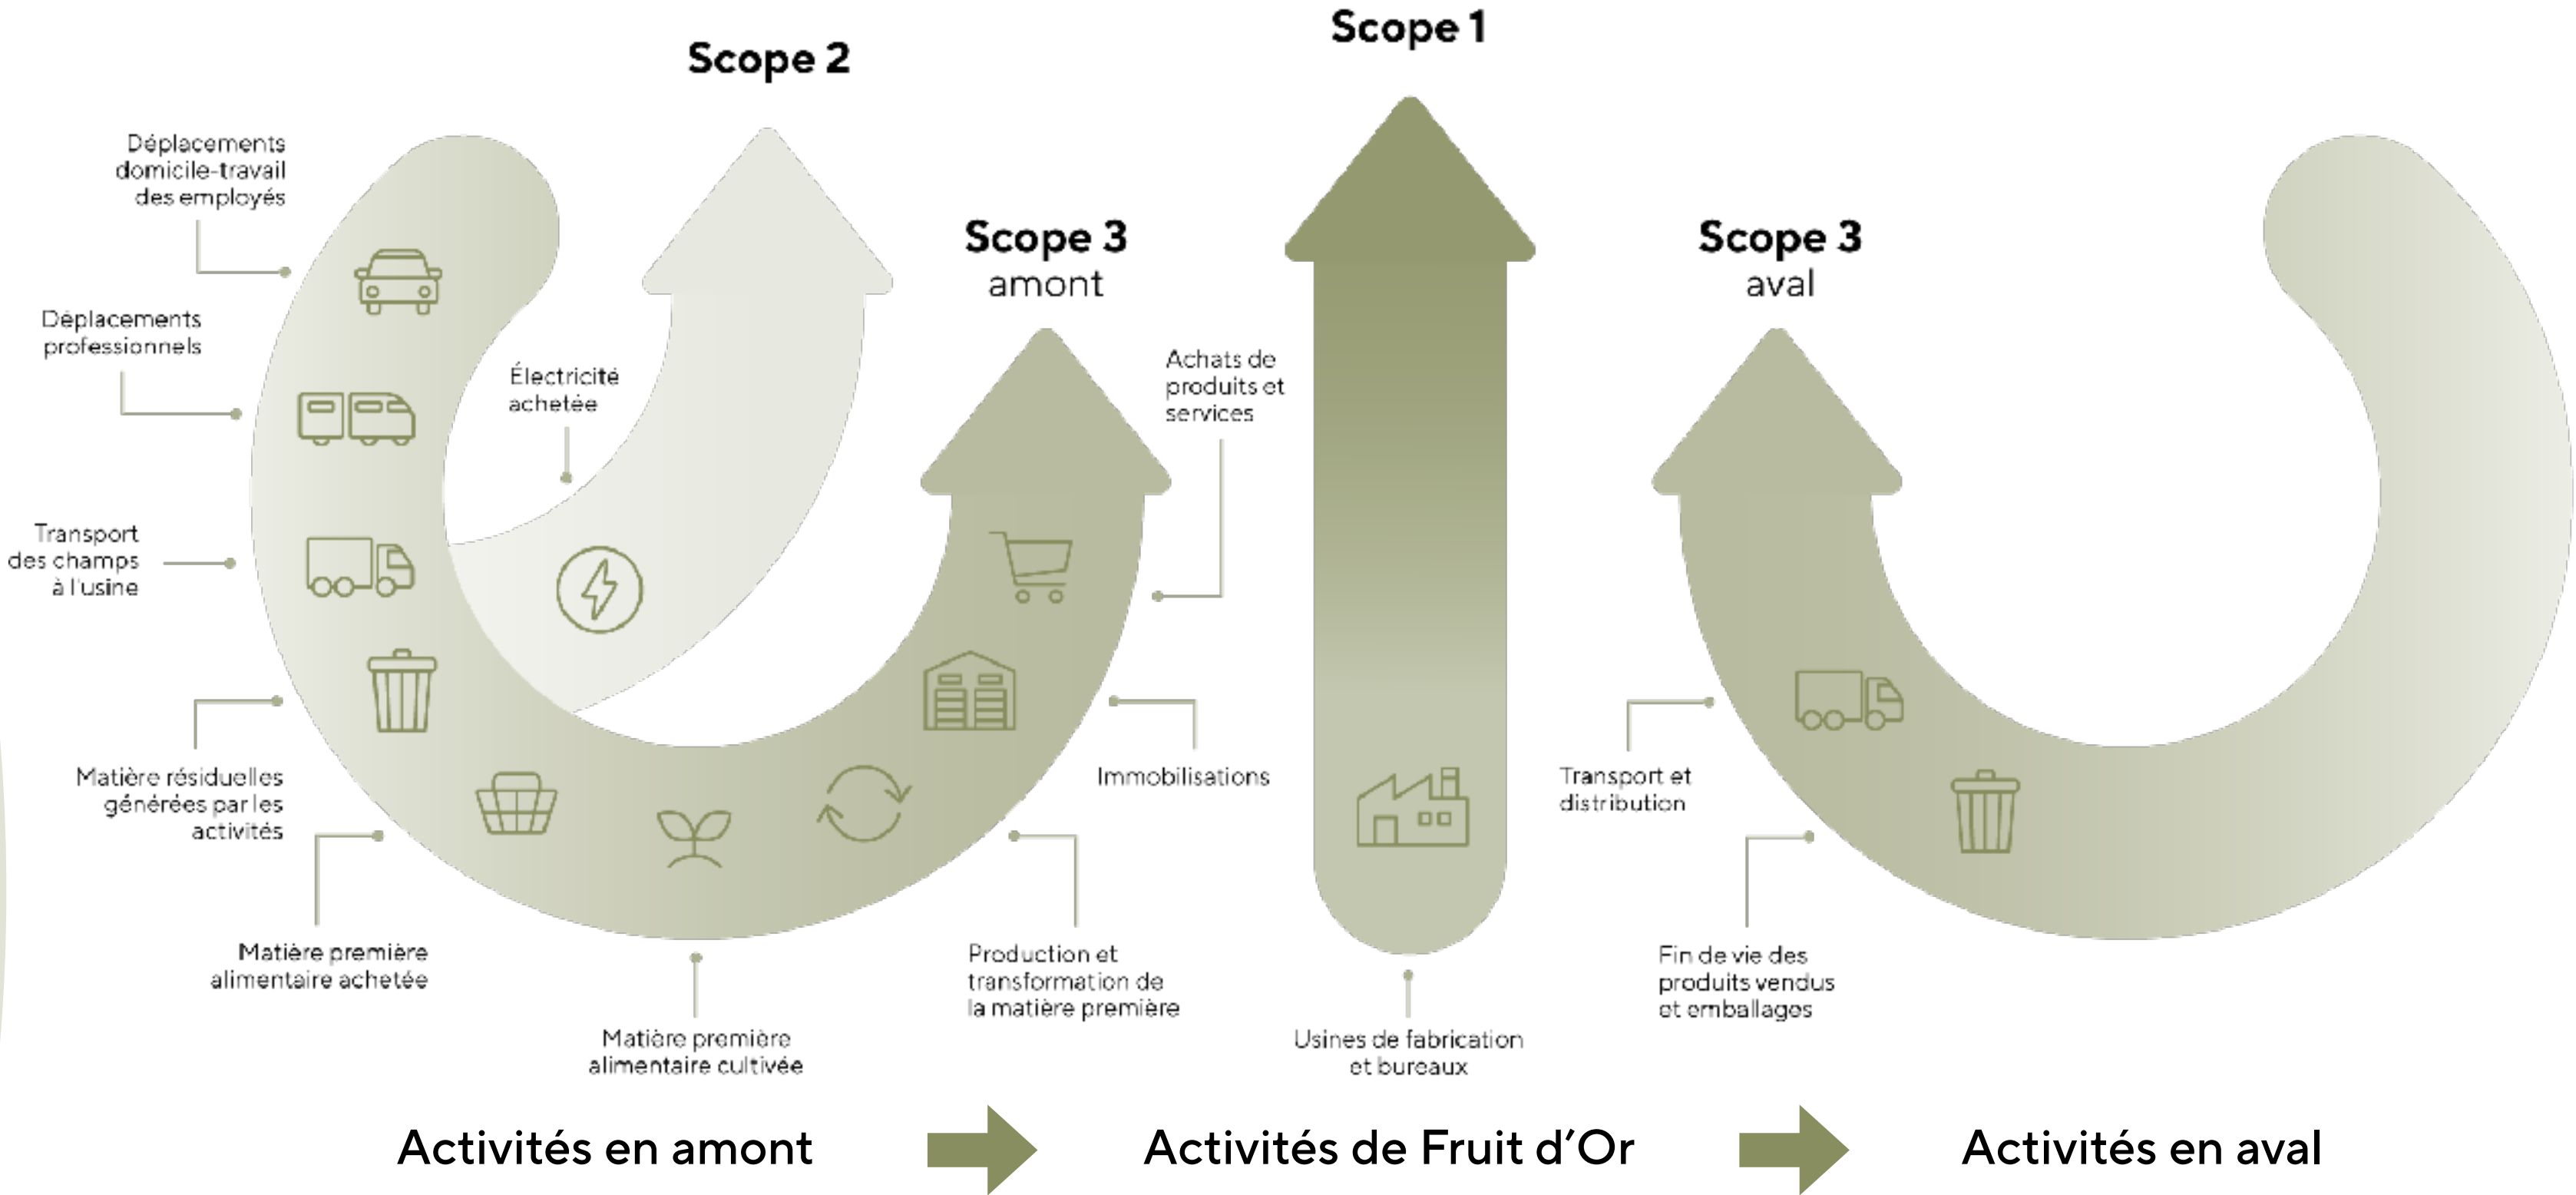 Scope 2
Scope 1
Déplacements
domicile-travail
des employés
Déplacements
professionnels
Électricité
achetée
Scope 3
amont
Achats de
produits et
services
Scope 3
aval
Transport
des champs
à l'usine
Matière résiduelles
générées par les
activités
Immobilisations
Transport et
distribution
Matière première
alimentaire achetée
Matière première
alimentaire cultivée
Production et
transformation de
la matière première
Usines de fabrication
et bureaux
Fin de vie des
produits vendus
et emballages
Activités en amont
Activités de Fruit d’Or
Activités en aval